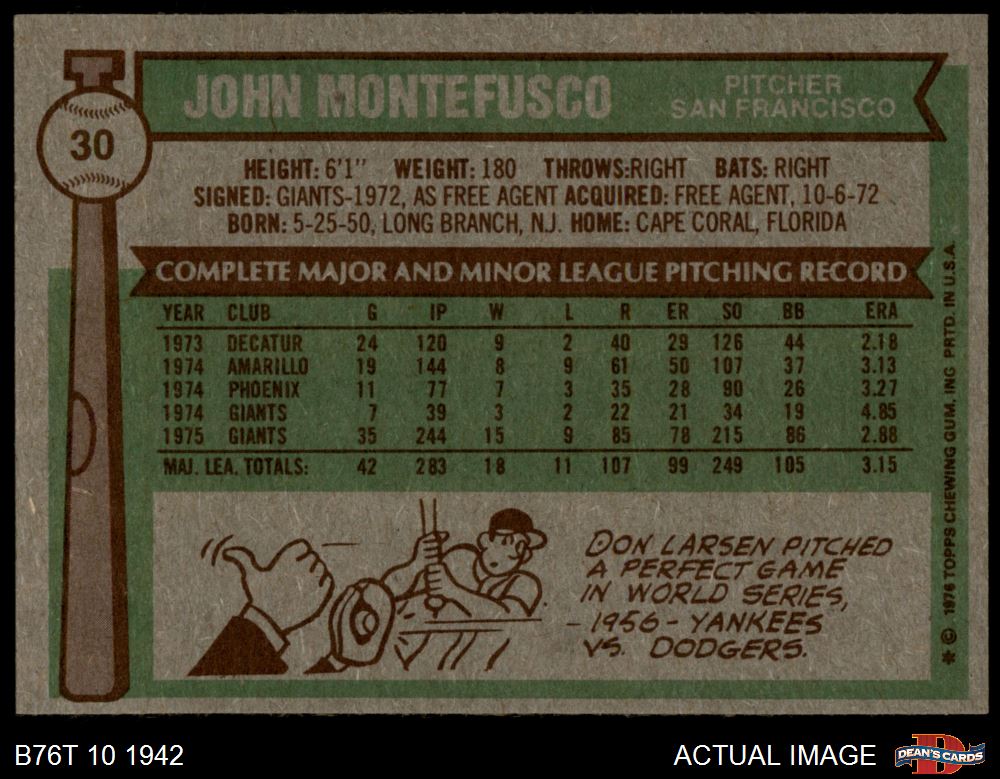 30
JOHN MONTEFUSCO
PITCHER
SAN FRANCISCO
HEIGHT: 6'1" WEIGHT: 180 THROWS:RIGHT BATS: RIGHT
SIGNED: GIANTS-1972, AS FREE AGENT ACQUIRED: FREE AGENT, 10-6-72
BORN: 5-25-50, LONG BRANCH, N.J. HOME: CAPE CORAL, FLORIDA
COMPLETE MAJOR AND MINOR LEAGUE PITCHING RECORD
YEAR CLUB G IP W L R ER SO BB ERA
1973 DECATUR 24 120 9 2 40 29 126 44 2.18
1974 AMARILLO 19 144 8 9 61 50 107 37 3.13
1974 PHOENIX 11 77 7 3 35 28 90 26 3.27
1974 GIANTS 7 39 3 2 22 21 34 19 4.85
1975 GIANTS 35 244 15 9 85 78 215 86 2.88
MAJ. LEA. TOTALS: 42 283 18 11 107 99 249 105 3.15
DON LARSEN PITCHED
A PERFECT GAME
IN WORLD SERIES,
-1956- YANKEES
VS. DODGERS.
* © 1976 TOPPS CHEWING GUM, INC PRTD. IN U.S.A.
B76T 10 1942
ACTUAL IMAGE
DEAN'S CARDS